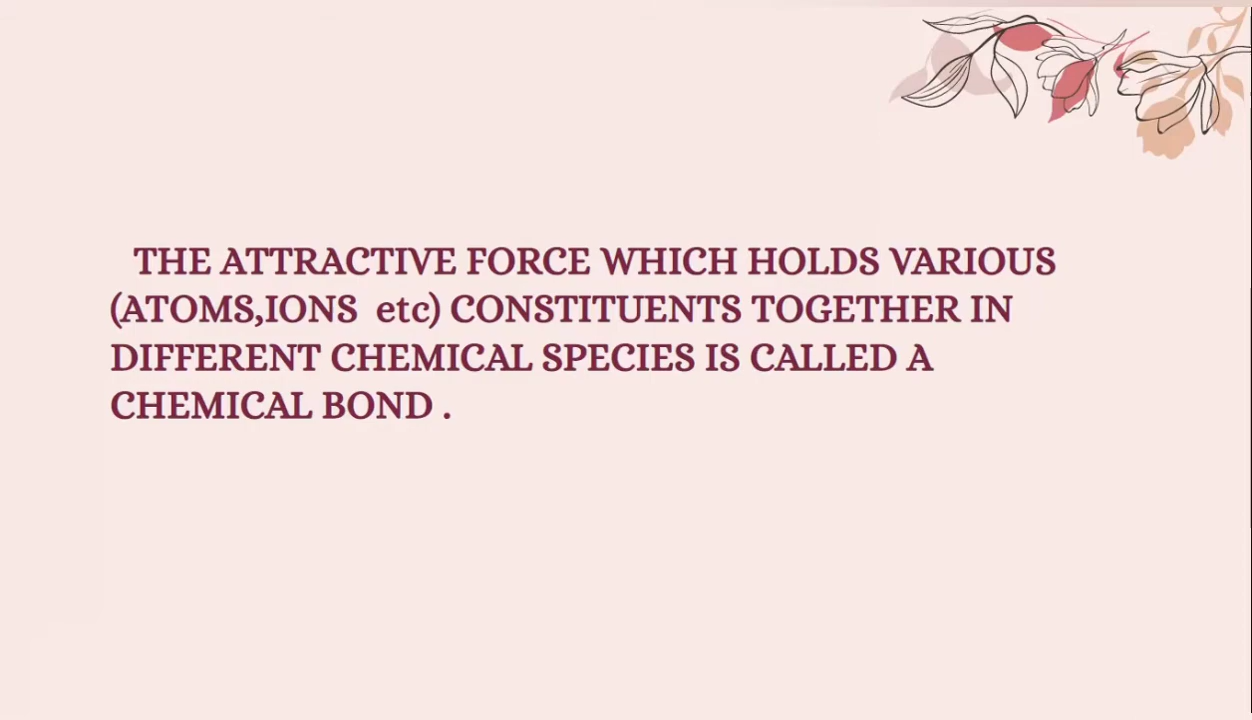 THE ATTRACTIVE FORCE WHICH HOLDS VARIOUS
(ATOMS,IONS etc) CONSTITUENTS TOGETHER IN
DIFFERENT CHEMICAL SPECIES IS CALLED A
CHEMICAL BOND .